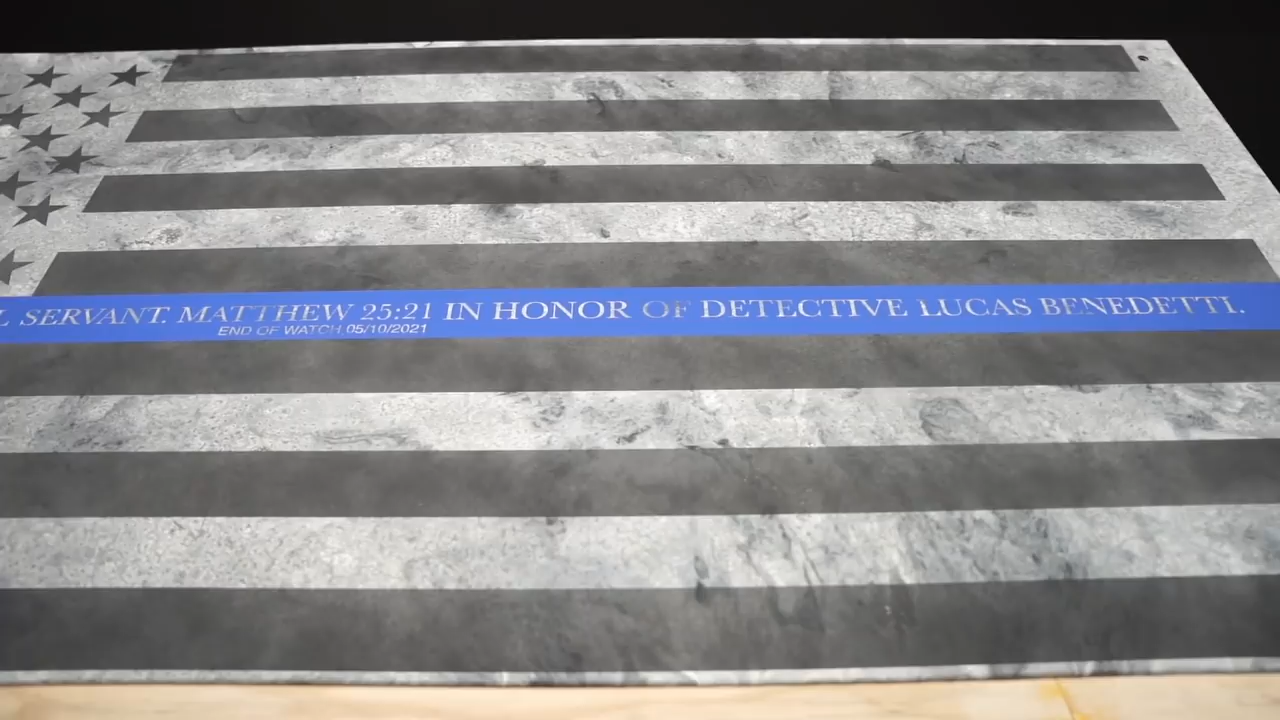 L SERVANT. MATTHEW 25:21 IN HONOR OF DETECTIVE LUCAS BENEDETTI.
END OF WATCH 05/10/2021